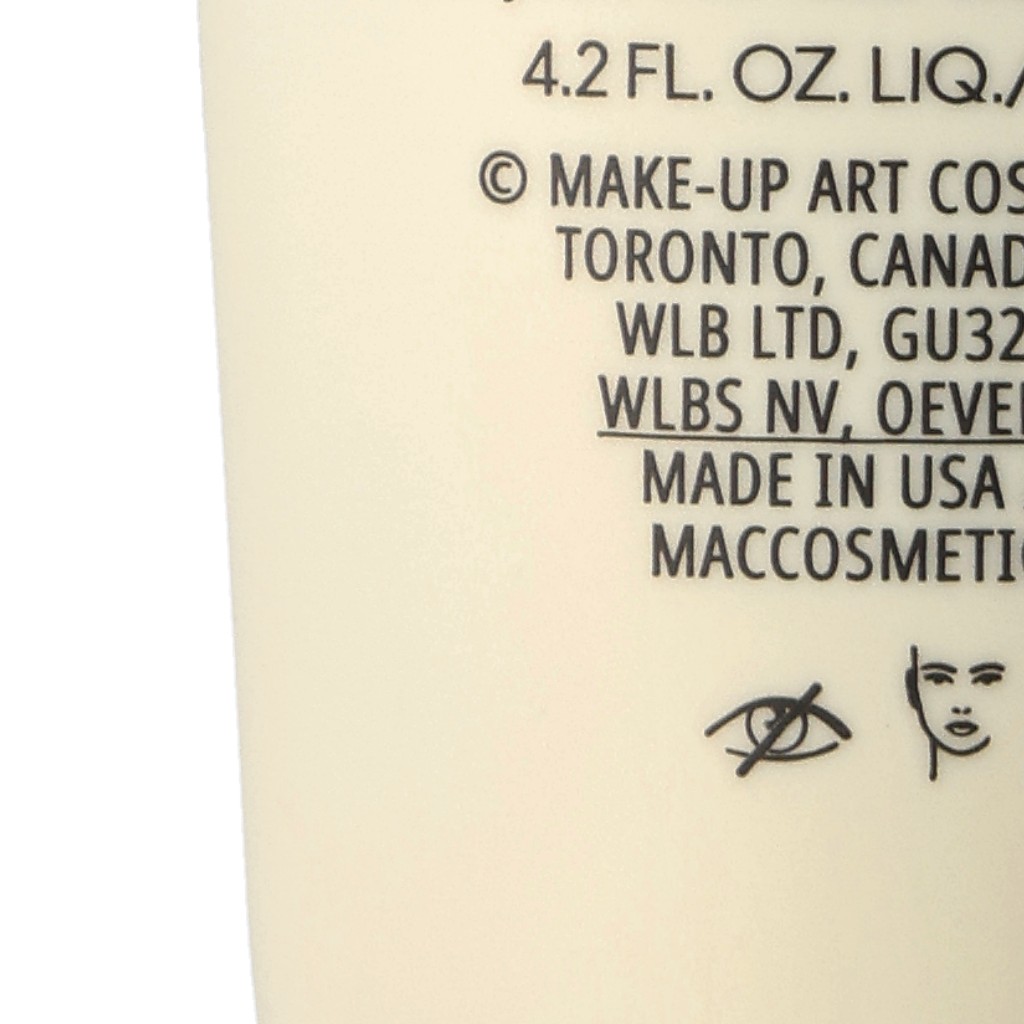 4.2 FL. OZ. LIQ./
© MAKE-UP ART COS
TORONTO, CANAD
WLB LTD, GU32
WLBS NV, OEVE
MADE IN USA
MACCOSMETIC